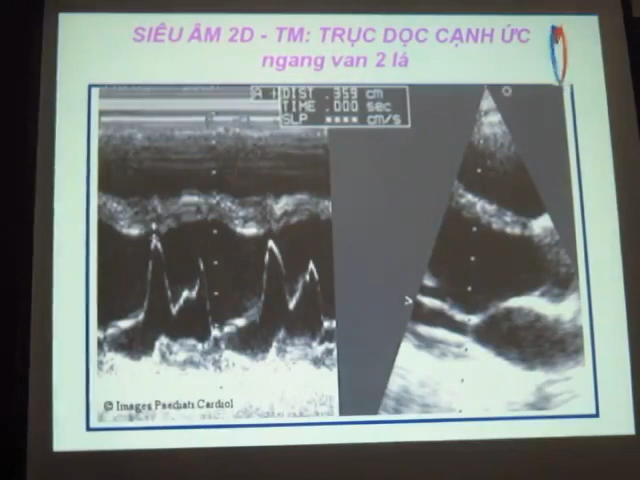 SIÊU ÂM 2D - TM: TRỤC DỌC CẠNH ỨC
ngang van 2 lá
A + DIST .359 cm
TIME .000 sec
SLP **** cm/s
© Images Paediatr Cardiol